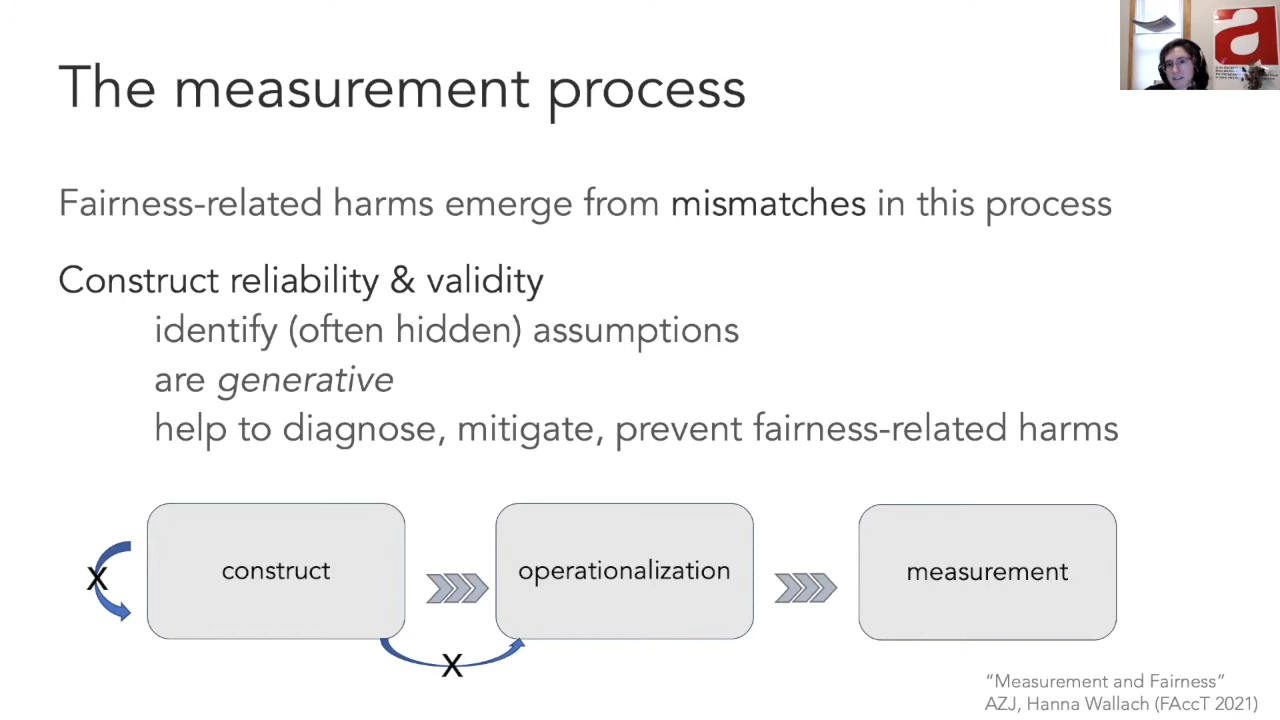 The measurement process
Fairness-related harms emerge from mismatches in this process
Construct reliability & validity
identify (often hidden) assumptions
are generative
help to diagnose, mitigate, prevent fairness-related harms
construct
operationalization
measurement
X
X
“Measurement and Fairness”
AZJ, Hanna Wallach (FAccT 2021)
a